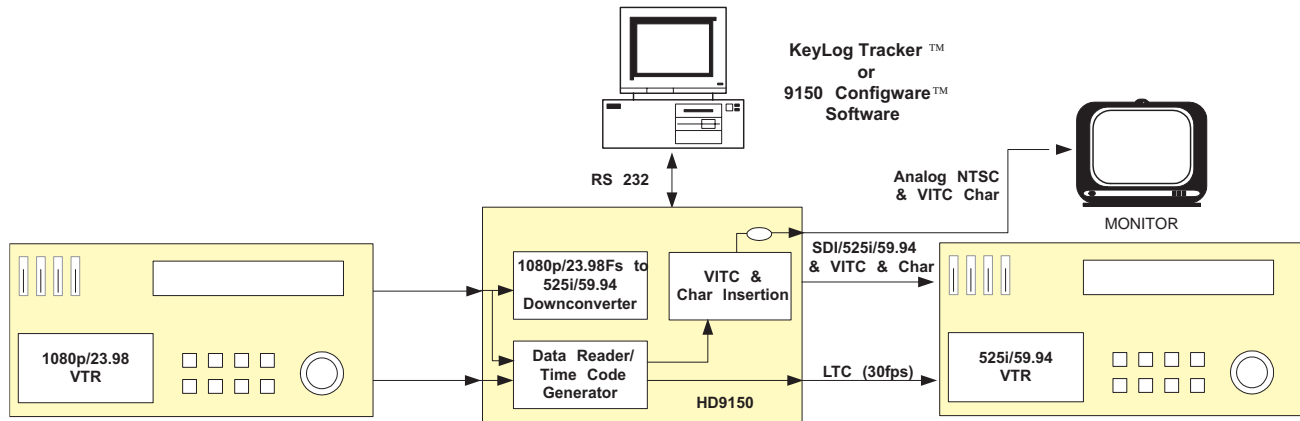 KeyLog Tracker ™
or
9150 Configware™
Software
RS 232
Analog NTSC
& VITC Char
MONITOR
1080p/23.98Fs to
525i/59.94
Downconverter
VITC &
Char Insertion
SDI/525i/59.94
& VITC & Char
1080p/23.98
VTR
Data Reader/
Time Code
Generator
HD9150
LTC (30fps)
525i/59.94
VTR